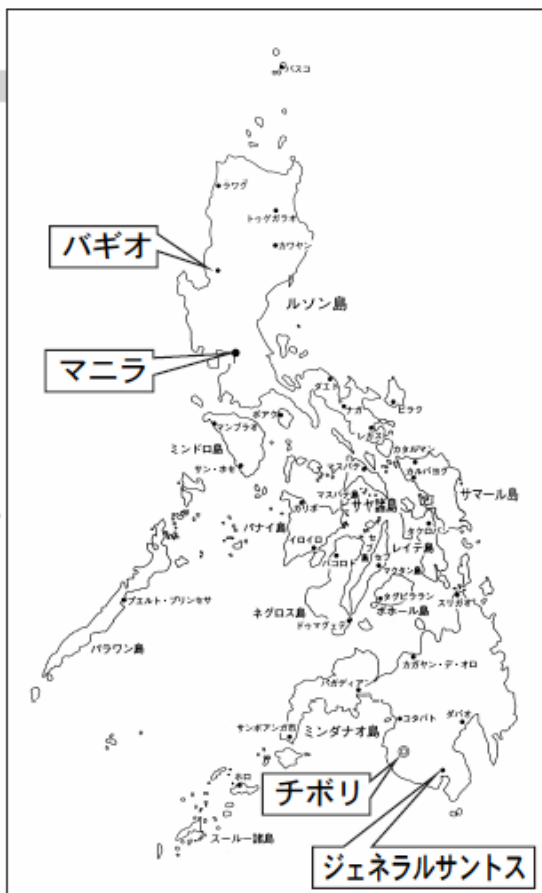 バスコ
ラワグ
トゥゲガラオ
バギオ
カワヤン
ルソン島
マニラ
ダエト
ナガ
ビラク
ボアク
マンブラオ
レガスピ
ミンドロ島
カタルマン
サン・ホセ
マスバテ
カルバヨグ
マスバテ島
サマール島
カリボ
サヤ諸島
パナイ島
タクロバン
イロイロ
セブ島
セブ
レイテ島
バコロド
マクタン島
タグビララン
スリガオ
プエルト・プリンセサ
ネグロス島
ボホール島
ドゥマゲテ
パラワン島
カガヤン・デ・オロ
パガディアン
コタバト
ダバオ
サンボアンガ市
ミンダナオ島
ホロ
チボリ
スールー諸島
ジェネラルサントス